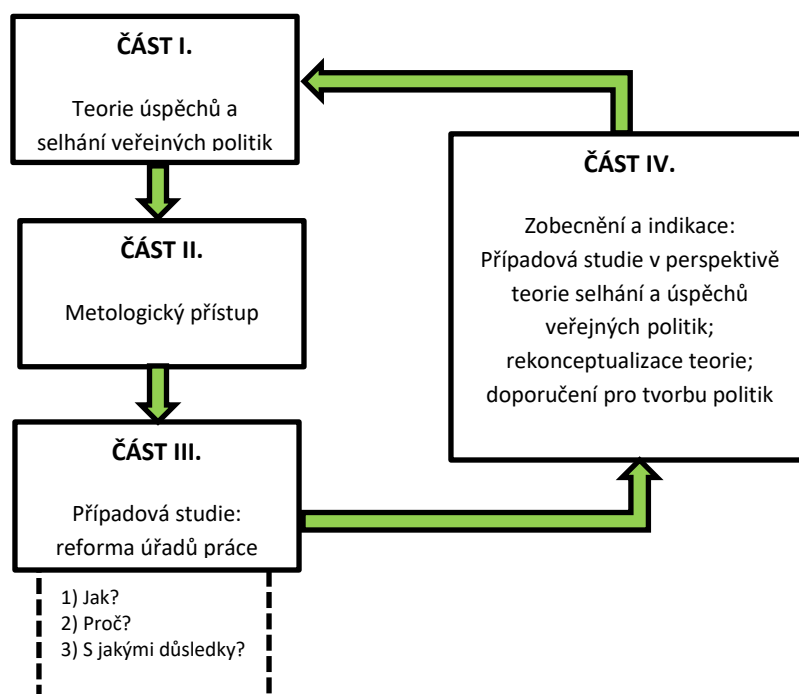 ČÁST I.
Teorie úspěchů a
selhání veřejných politik
ČÁST II.
Metologický přístup
ČÁST III.
Případová studie:
reforma úřadů práce
1) Jak?
2) Proč?
3) S jakými důsledky?
ČÁST IV.
Zobecnění a indikace:
Případová studie v perspektivě
teorie selhání a úspěchů
veřejných politik;
rekonceptualizace teorie;
doporučení pro tvorbu politik